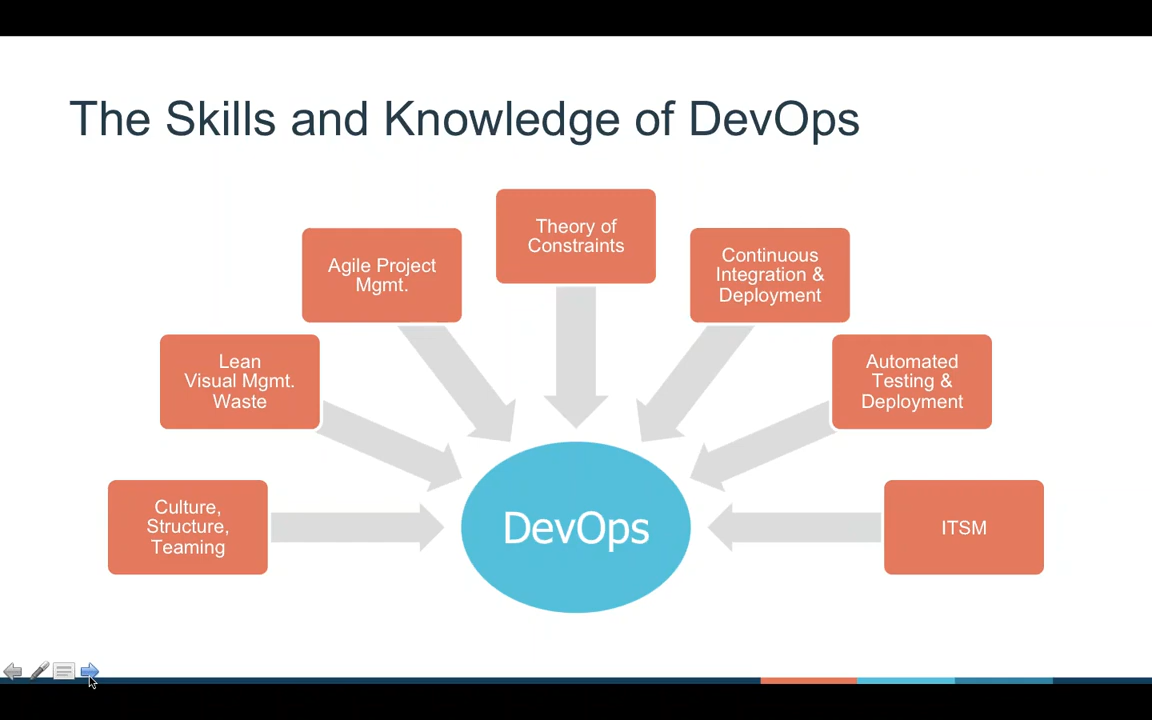 The Skills and Knowledge of DevOps
Theory of
Constraints
Agile Project
Mgmt.
Continuous
Integration &
Deployment
Lean
Visual Mgmt.
Waste
Automated
Testing &
Deployment
Culture,
Structure,
Teaming
DevOps
ITSM